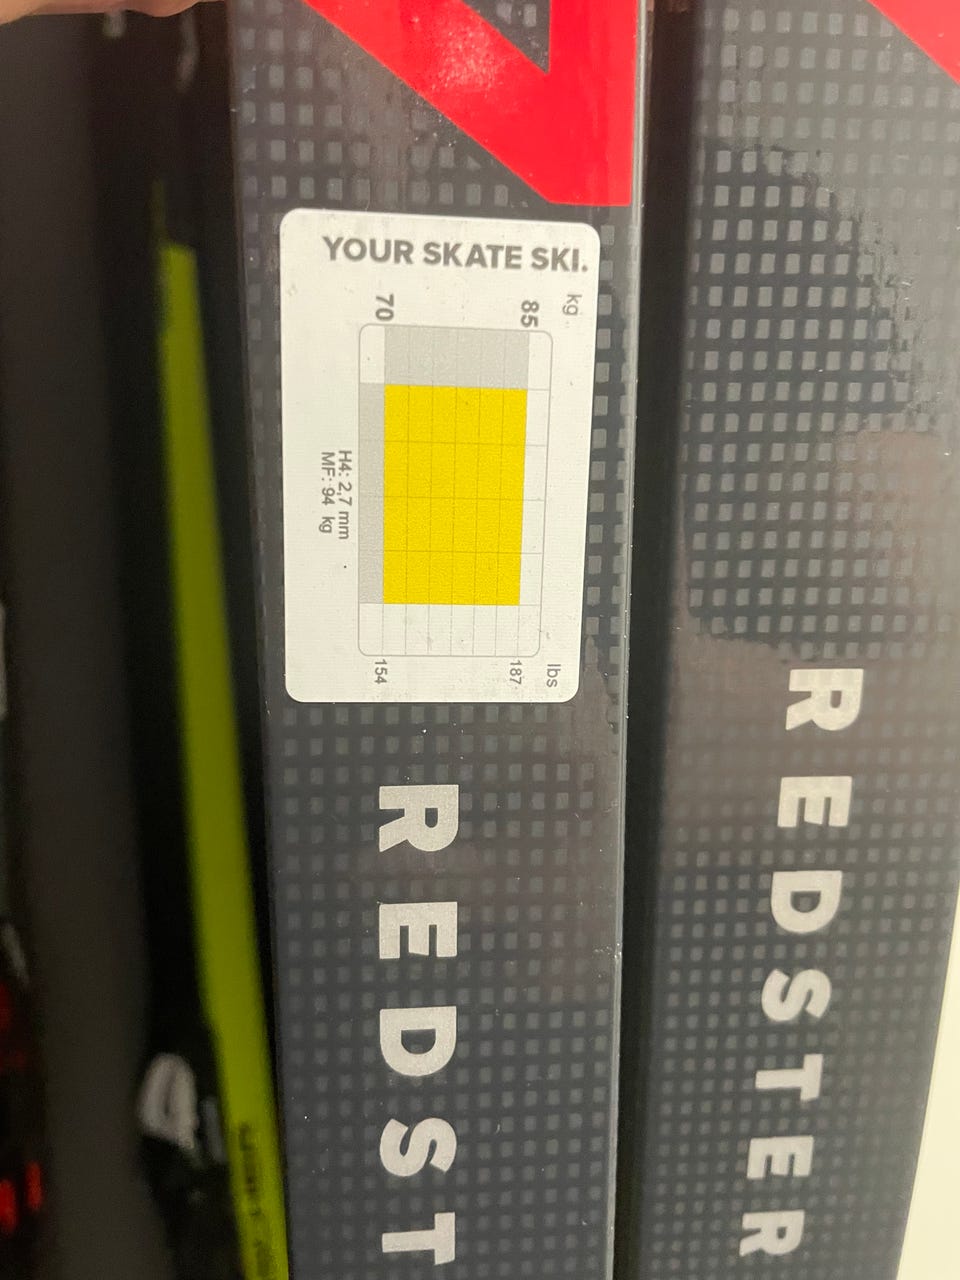 YOUR SKATE SKI.
kg
85
70
H4: 2,7 mm
MF: 94 kg
lbs
187
154
REDST
REDSTER